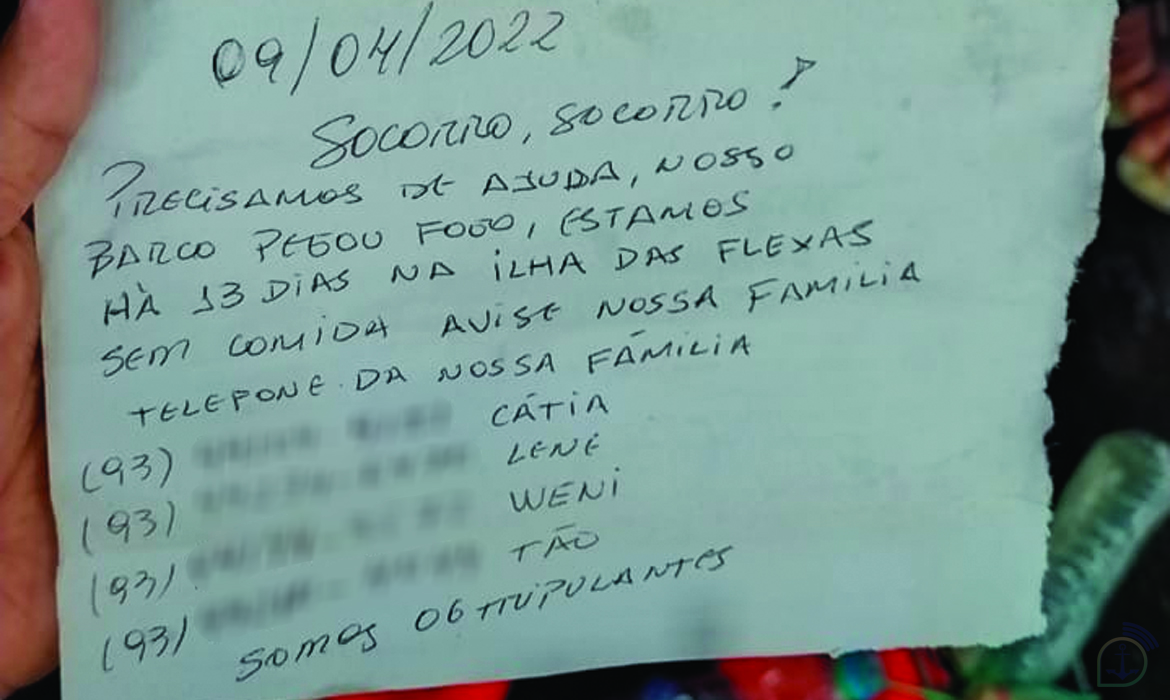 09/04/2022
SOCORRO, SOCORRO!
PRECISAMOS DE AJUDA, NOSSO
BARCO PEGOU FOGO, ESTAMOS
HÀ 13 DIAS NA ILHA DAS FLEXAS
SEM COMIDA AVISE NOSSA FAMILIA
TELEFONE DA NOSSA FÁMILIA
(93) CÁTIA
(93) LENE
(93) WENI
(93) TÃO
SOMOS 06 TRIPULANTES